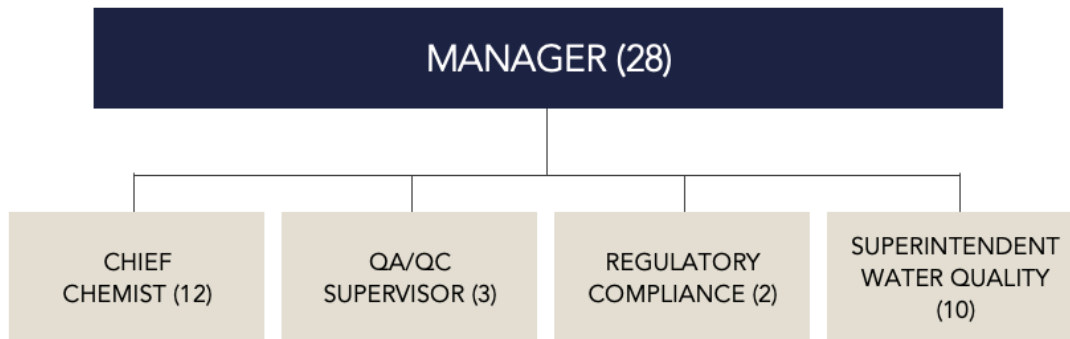 MANAGER (28)
CHIEF
CHEMIST (12)
QA/QC
SUPERVISOR (3)
REGULATORY
COMPLIANCE (2)
SUPERINTENDENT
WATER QUALITY
(10)